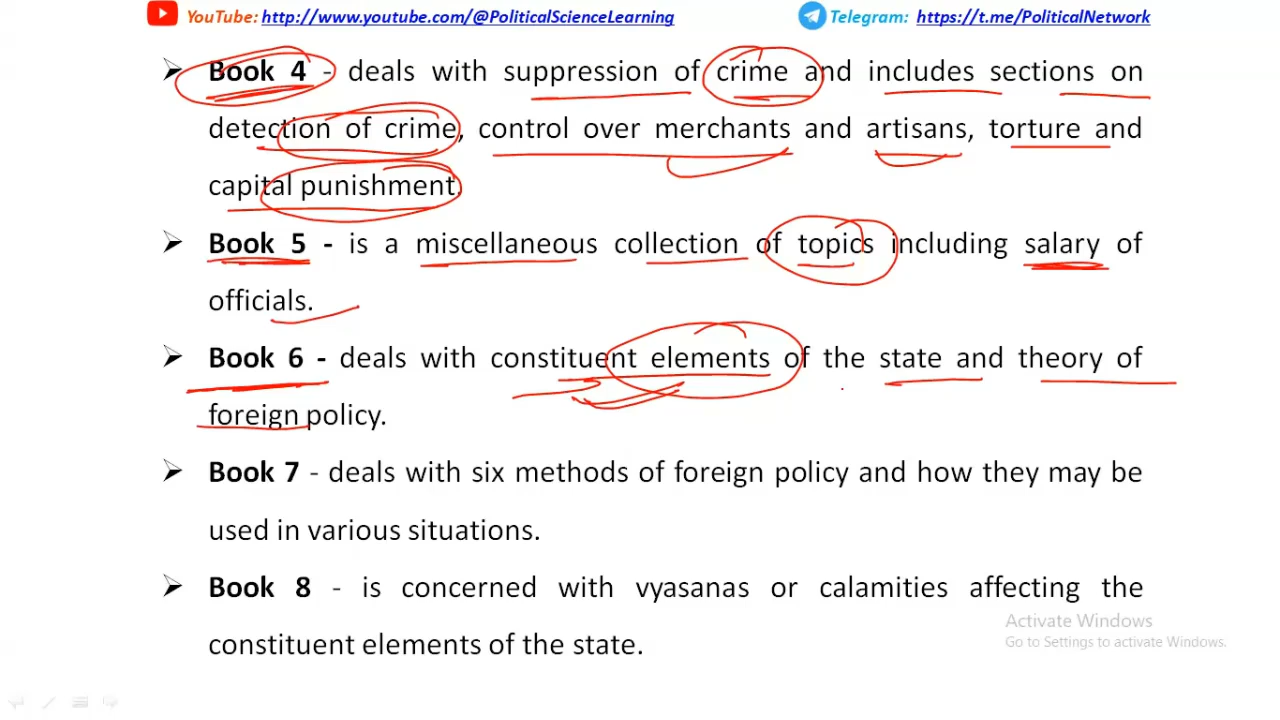 YouTube: http://www.youtube.com/@PoliticalScienceLearning Telegram: https://t.me/PoliticalNetwork
➢ Book 4 - deals with suppression of crime and includes sections on
detection of crime, control over merchants and artisans, torture and
capital punishment.
➢ Book 5 - is a miscellaneous collection of topics including salary of
officials.
➢ Book 6 - deals with constituent elements of the state and theory of
foreign policy.
➢ Book 7 - deals with six methods of foreign policy and how they may be
used in various situations.
➢ Book 8 - is concerned with vyasanas or calamities affecting the
constituent elements of the state.
Activate Windows
Go to Settings to activate Windows.